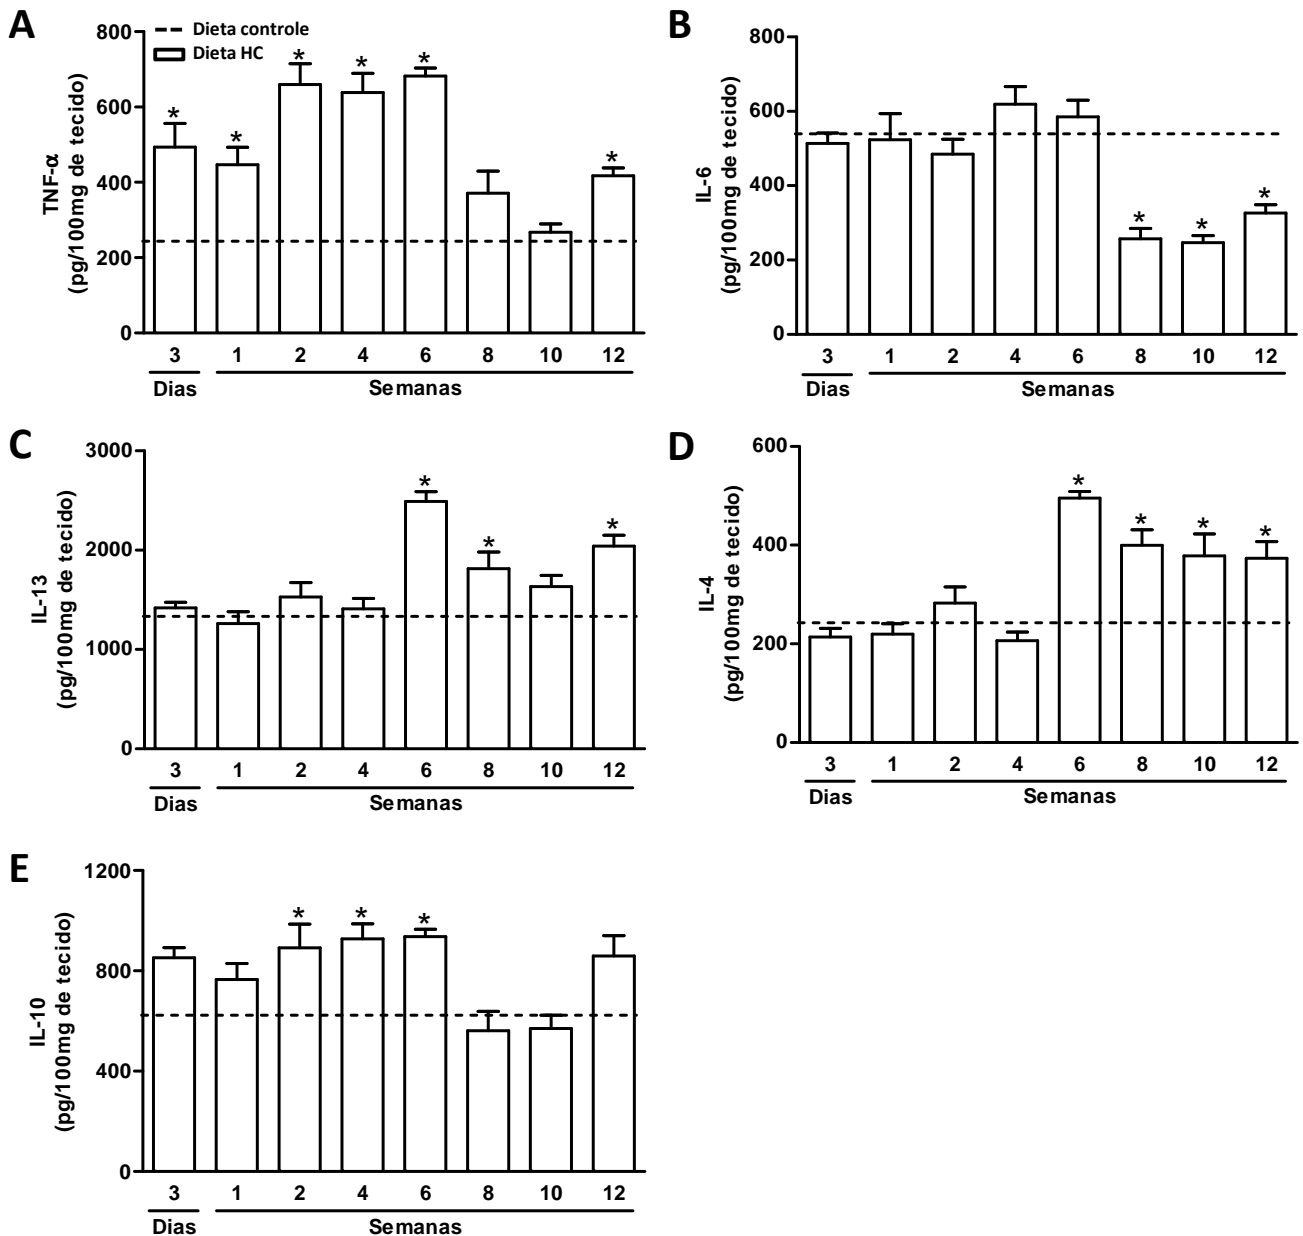 A
TNF-α
(pg/100mg de tecido)
800
600
400
200
0
Dieta controle
Dieta HC
* * * * * *
3 1 2 4 6 8 10 12
Dias Semanas
B
IL-6
(pg/100mg de tecido)
800
600
400
200
0
* * *
3 1 2 4 6 8 10 12
Dias Semanas
C
IL-13
(pg/100mg de tecido)
3000
2000
1000
0
* * *
3 1 2 4 6 8 10 12
Dias Semanas
D
IL-4
(pg/100mg de tecido)
600
400
200
0
* * * *
3 1 2 4 6 8 10 12
Dias Semanas
E
IL-10
(pg/100mg de tecido)
1200
800
400
0
* * *
3 1 2 4 6 8 10 12
Dias Semanas